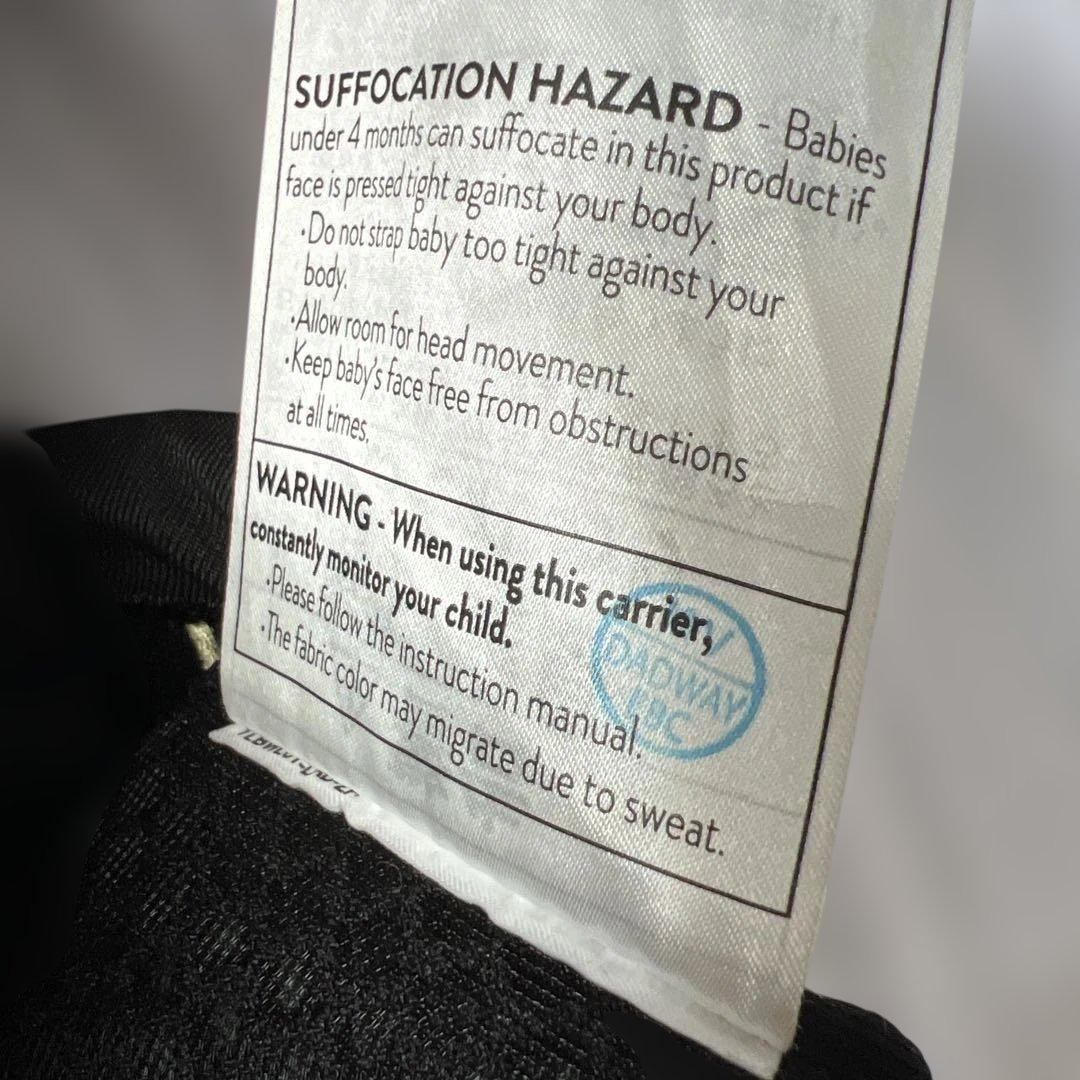 SUFFOCATION HAZARD - Babies
under 4 months can suffocate in this product if
face is pressed tight against your body.
·Do not strap baby too tight against your
body.
·Allow room for head movement.
·Keep baby's face free from obstructions
at all times.
WARNING - When using this carrier,
constantly monitor your child.
·Please follow the instruction manual.
·The fabric color may migrate due to sweat.
DADWAY